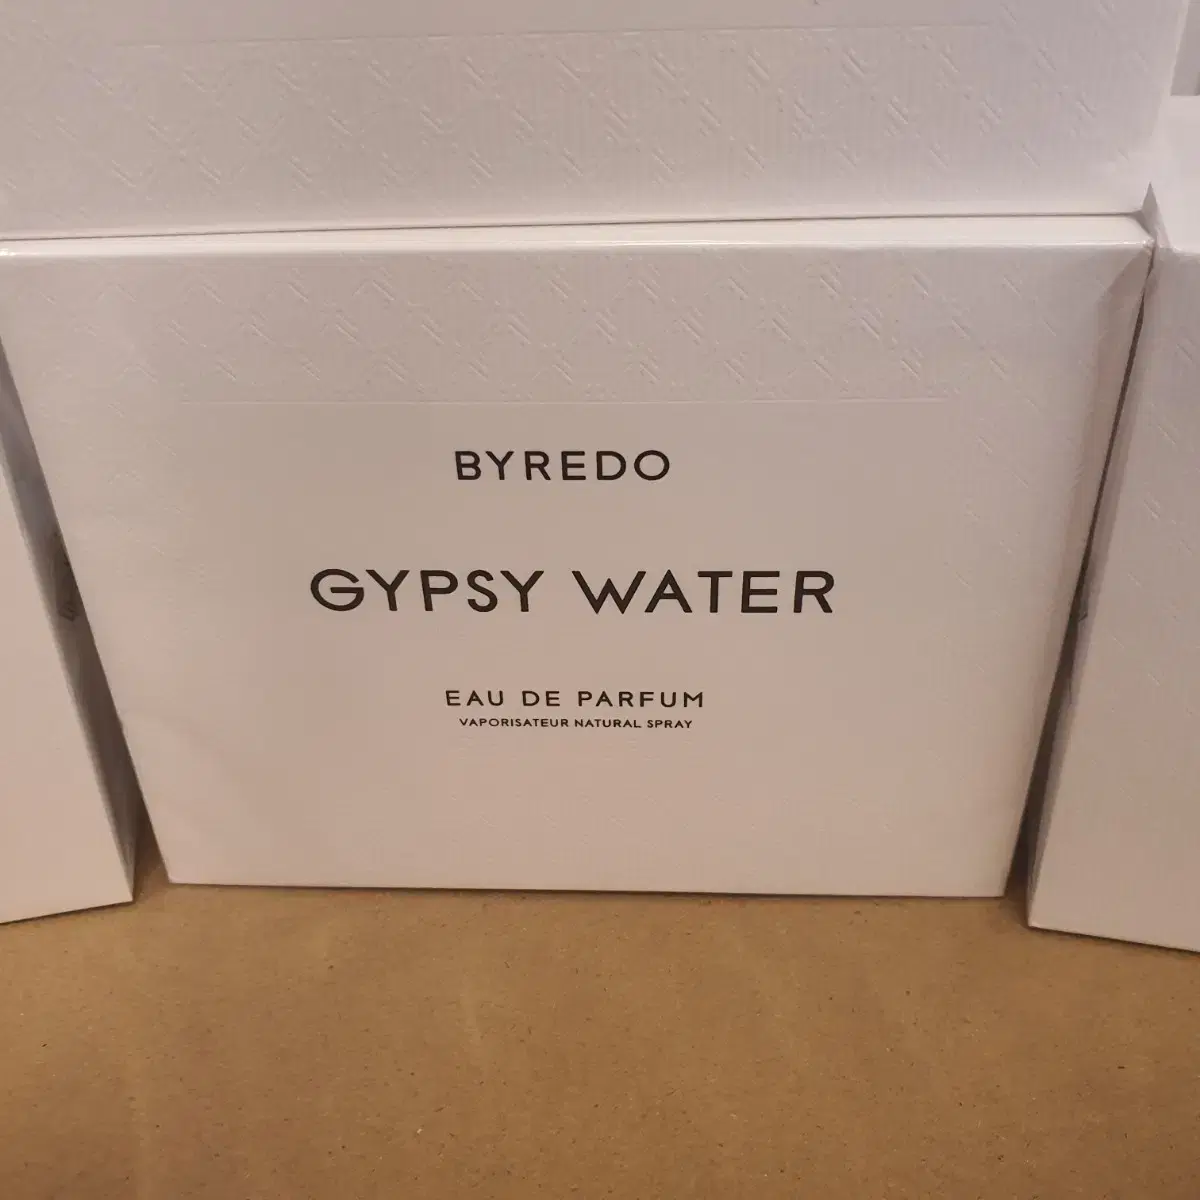 BYREDO
GYPSY WATER
EAU DE PARFUM
VAPORISATEUR NATURAL SPRAY